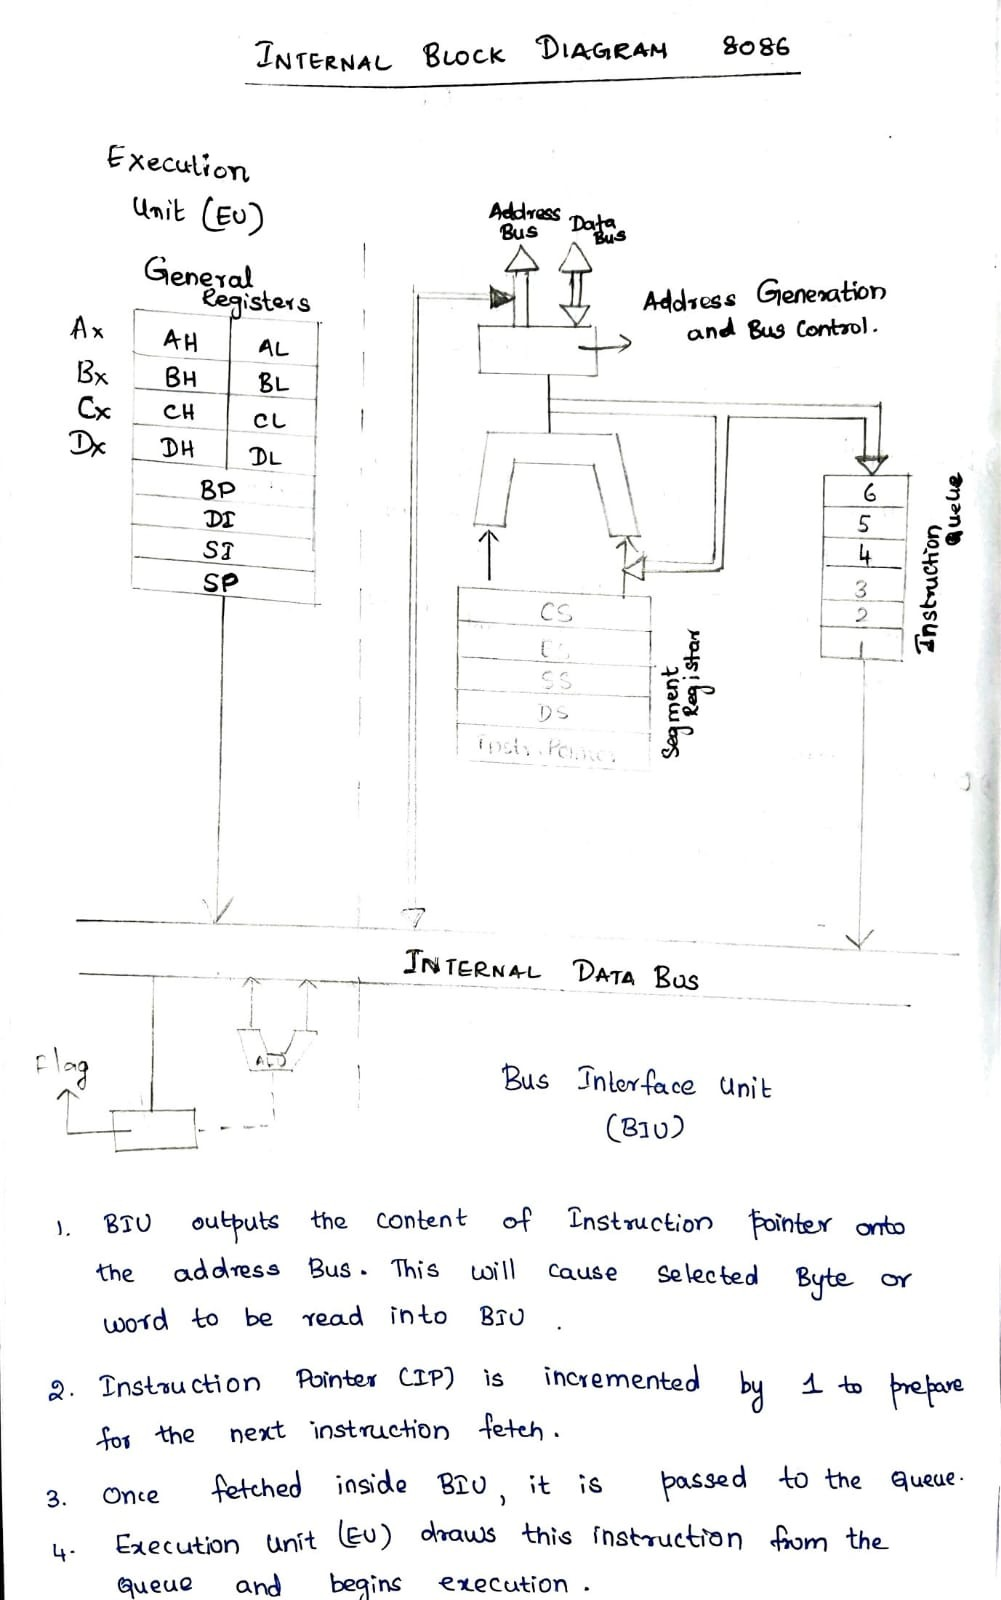 INTERNAL BLOCK DIAGRAM 8086
Execution
Unit (EU)
General
Registers
Ax AH AL
Bx BH BL
Cx CH CL
Dx DH DL
BP
DI
SI
SP
Address
Bus
Data
Bus
Address Generation
and Bus Control.
6
5
4
3
2
1
Instruction
Queue
CS
SS
DS
Segment
Registar
INTERNAL DATA BUS
Flag
ALU
Bus Interface Unit
(BIU)
1. BIU outputs the content of Instruction pointer onto
the address Bus. This will cause selected Byte or
word to be read into BIU .
2. Instruction Pointer (IP) is incremented by 1 to prepare
for the next instruction fetch.
3. Once fetched inside BIU, it is passed to the Queue.
4. Execution Unit (EU) draws this instruction from the
Queue and begins execution.